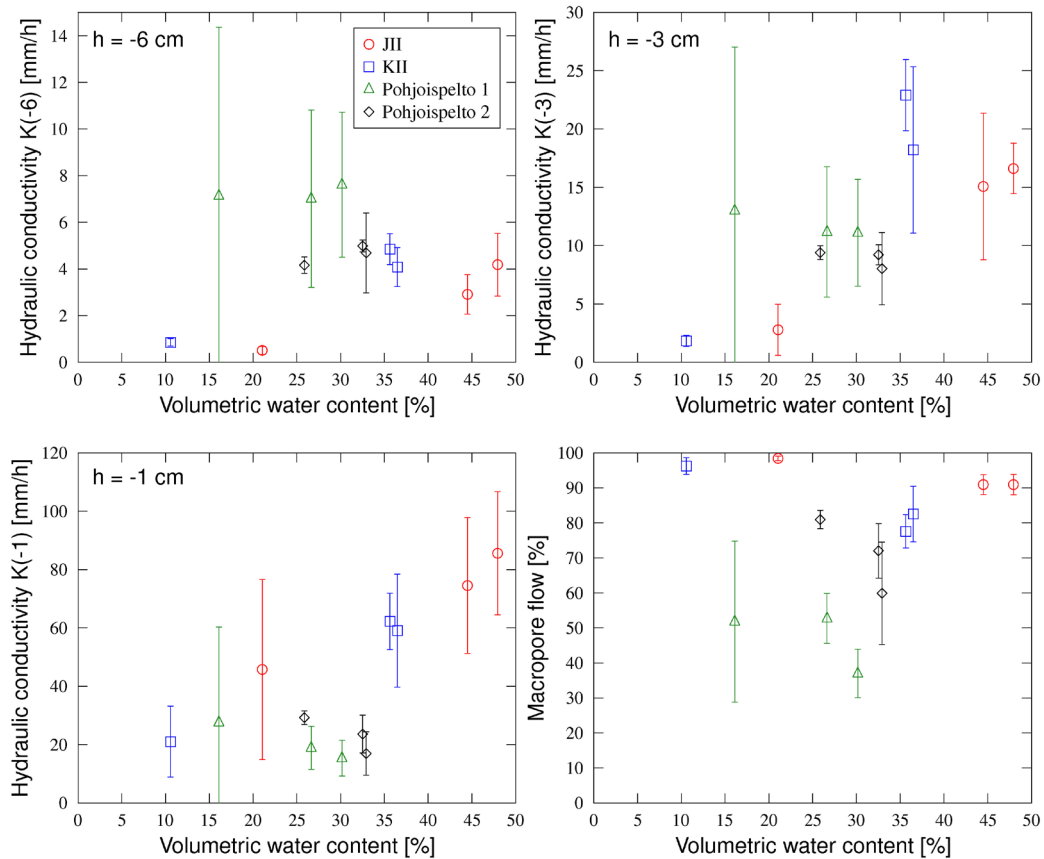 h = -6 cm
JII
KII
Pohjoispelto 1
Pohjoispelto 2
Hydraulic conductivity K(-6) [mm/h]
0 2 4 6 8 10 12 14
0 5 10 15 20 25 30 35 40 45 50
Volumetric water content [%]
h = -3 cm
Hydraulic conductivity K(-3) [mm/h]
0 5 10 15 20 25 30
0 5 10 15 20 25 30 35 40 45 50
Volumetric water content [%]
h = -1 cm
Hydraulic conductivity K(-1) [mm/h]
0 20 40 60 80 100 120
0 5 10 15 20 25 30 35 40 45 50
Volumetric water content [%]
Macropore flow [%]
0 10 20 30 40 50 60 70 80 90 100
0 5 10 15 20 25 30 35 40 45 50
Volumetric water content [%]